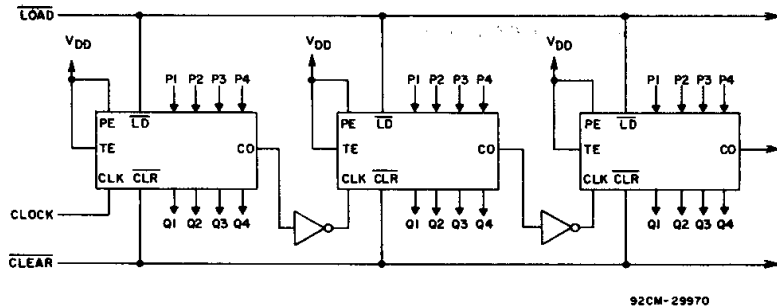 LOAD
VDD VDD VDD
P1 P2 P3 P4 P1 P2 P3 P4 P1 P2 P3 P4
PE LD PE LD PE LD
TE CO TE CO TE CO
CLK CLR CLK CLR CLK CLR
CLOCK Q1 Q2 Q3 Q4 Q1 Q2 Q3 Q4 Q1 Q2 Q3 Q4
CLEAR
92CM-29970